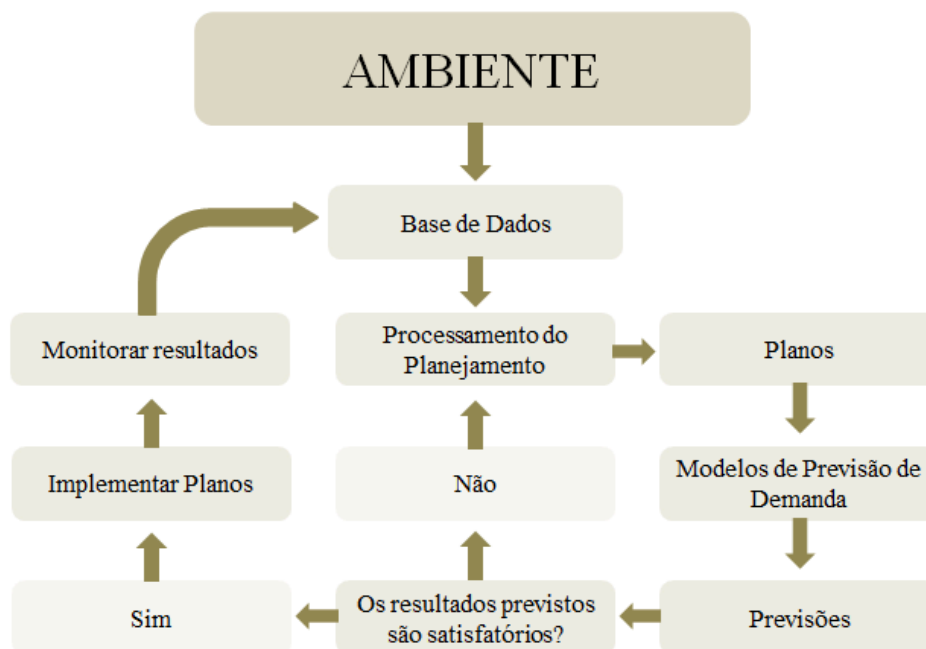 AMBIENTE
Base de Dados
Monitorar resultados
Processamento do
Planejamento
Planos
Implementar Planos
Não
Modelos de Previsão de
Demanda
Sim
Os resultados previstos
são satisfatórios?
Previsões